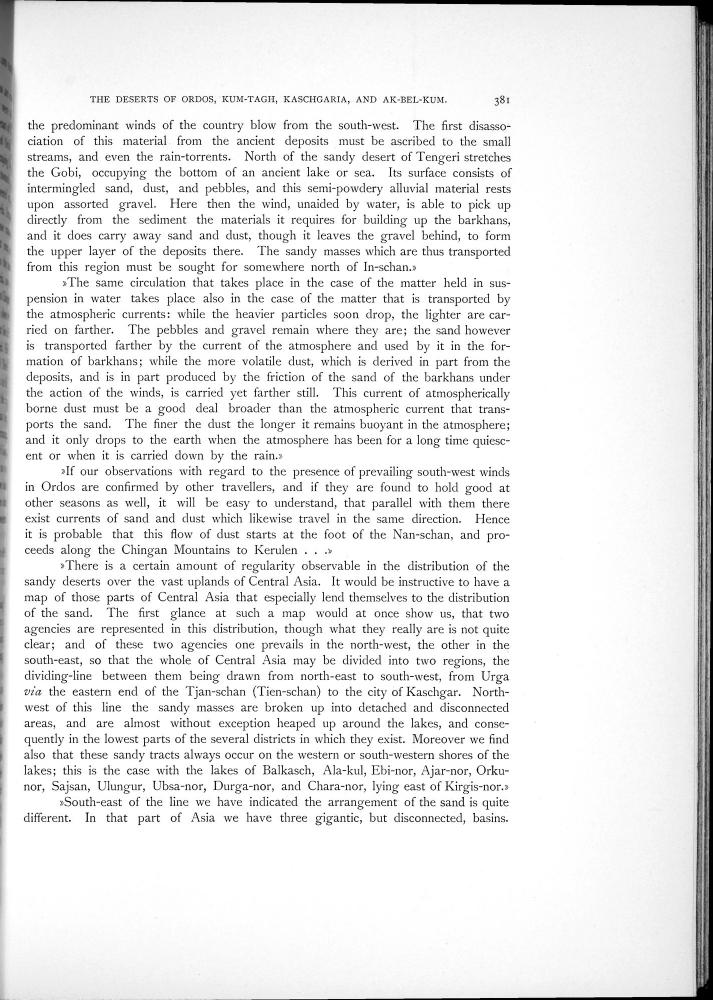 THE DESERTS OF ORDOS, KUM-TAGH, KASCHGARIA, AND AK-BEL-KUM. 381
the predominant winds of the country blow from the south-west. The first disasso-
ciation of this material from the ancient deposits must be ascribed to the small
streams, and even the rain-torrents. North of the sandy desert of Tengeri stretches
the Gobi, occupying the bottom of an ancient lake or sea. Its surface consists of
intermingled sand, dust, and pebbles, and this semi-powdery alluvial material rests
upon assorted gravel. Here then the wind, unaided by water, is able to pick up
directly from the sediment the materials it requires for building up the barkhans,
and it does carry away sand and dust, though it leaves the gravel behind, to form
the upper layer of the deposits there. The sandy masses which are thus transported
from this region must be sought for somewhere north of In-schan.»
»The same circulation that takes place in the case of the matter held in sus-
pension in water takes place also in the case of the matter that is transported by
the atmospheric currents: while the heavier particles soon drop, the lighter are car-
ried on farther. The pebbles and gravel remain where they are; the sand however
is transported farther by the current of the atmosphere and used by it in the for-
mation of barkhans; while the more volatile dust, which is derived in part from the
deposits, and is in part produced by the friction of the sand of the barkhans under
the action of the winds, is carried yet farther still. This current of atmospherically
borne dust must be a good deal broader than the atmospheric current that trans-
ports the sand. The finer the dust the longer it remains buoyant in the atmosphere;
and it only drops to the earth when the atmosphere has been for a long time quiesc-
ent or when it is carried down by the rain.»
»If our observations with regard to the presence of prevailing south-west winds
in Ordos are confirmed by other travellers, and if they are found to hold good at
other seasons as well, it will be easy to understand, that parallel with them there
exist currents of sand and dust which likewise travel in the same direction. Hence
it is probable that this flow of dust starts at the foot of the Nan-schan, and pro-
ceeds along the Chingan Mountains to Kerulen . . .»
»There is a certain amount of regularity observable in the distribution of the
sandy deserts over the vast uplands of Central Asia. It would be instructive to have a
map of those parts of Central Asia that especially lend themselves to the distribution
of the sand. The first glance at such a map would at once show us, that two
agencies are represented in this distribution, though what they really are is not quite
clear; and of these two agencies one prevails in the north-west, the other in the
south-east, so that the whole of Central Asia may be divided into two regions, the
dividing-line between them being drawn from north-east to south-west, from Urga
via the eastern end of the Tjan-schan (Tien-schan) to the city of Kaschgar. North-
west of this line the sandy masses are broken up into detached and disconnected
areas, and are almost without exception heaped up around the lakes, and conse-
quently in the lowest parts of the several districts in which they exist. Moreover we find
also that these sandy tracts always occur on the western or south-western shores of the
lakes; this is the case with the lakes of Balkasch, Ala-kul, Ebi-nor, Ajar-nor, Orku-
nor, Sajsan, Ulungur, Ubsa-nor, Durga-nor, and Chara-nor, lying east of Kirgis-nor.»
»South-east of the line we have indicated the arrangement of the sand is quite
different. In that part of Asia we have three gigantic, but disconnected, basins.